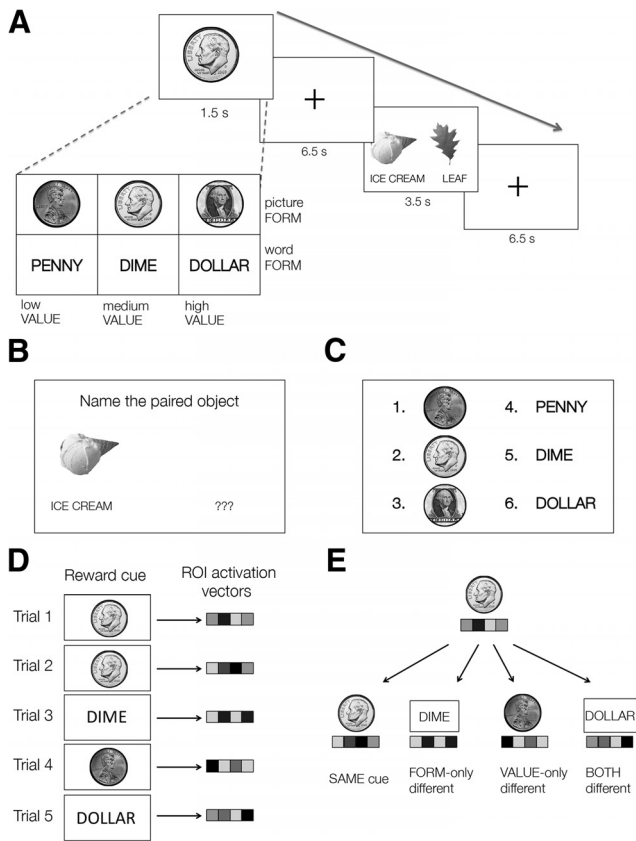 A
1.5 s
6.5 s
ICE CREAM LEAF
3.5 s
6.5 s
picture
FORM
PENNY DIME DOLLAR
word
FORM
low
VALUE
medium
VALUE
high
VALUE
B
Name the paired object
ICE CREAM ???
C
1. 4. PENNY
2. 5. DIME
3. 6. DOLLAR
D
Reward cue
ROI activation
vectors
Trial 1
Trial 2
Trial 3 DIME
Trial 4
Trial 5 DOLLAR
E
DIME DOLLAR
SAME cue
FORM-only
different
VALUE-only
different
BOTH
different